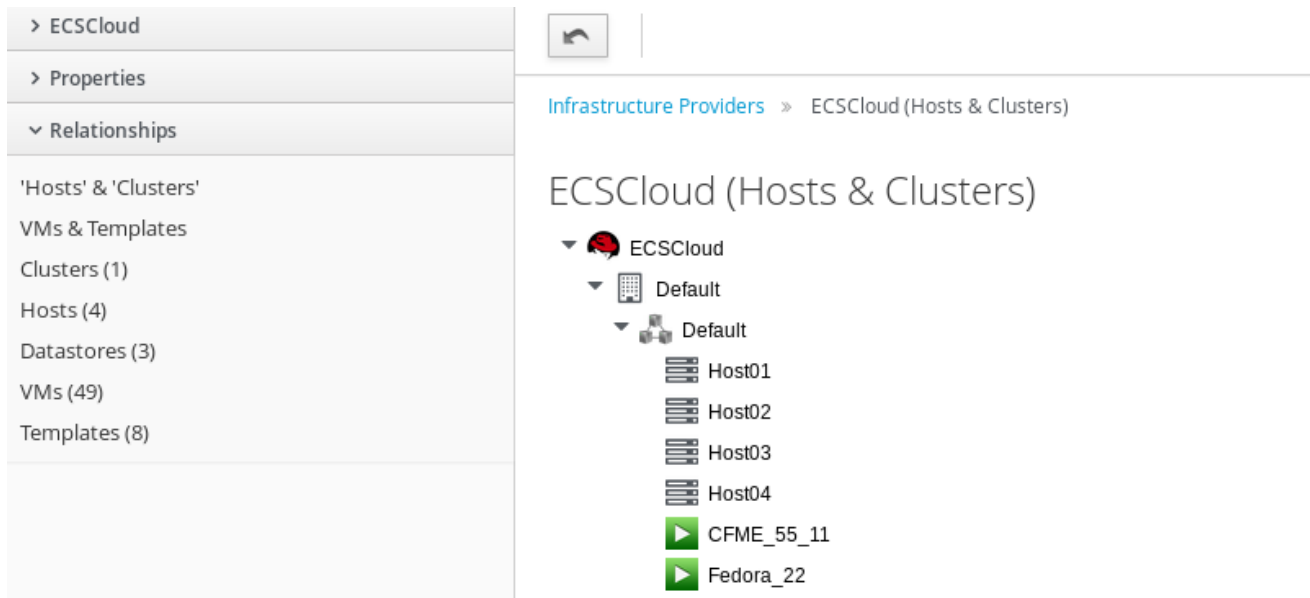 ECSCloud
Properties
Relationships
'Hosts' & 'Clusters'
VMs & Templates
Clusters (1)
Hosts (4)
Datastores (3)
VMs (49)
Templates (8)
Infrastructure Providers » ECSCloud (Hosts & Clusters)
ECSCloud (Hosts & Clusters)
ECSCloud
Default
Default
Host01
Host02
Host03
Host04
CFME_55_11
Fedora_22